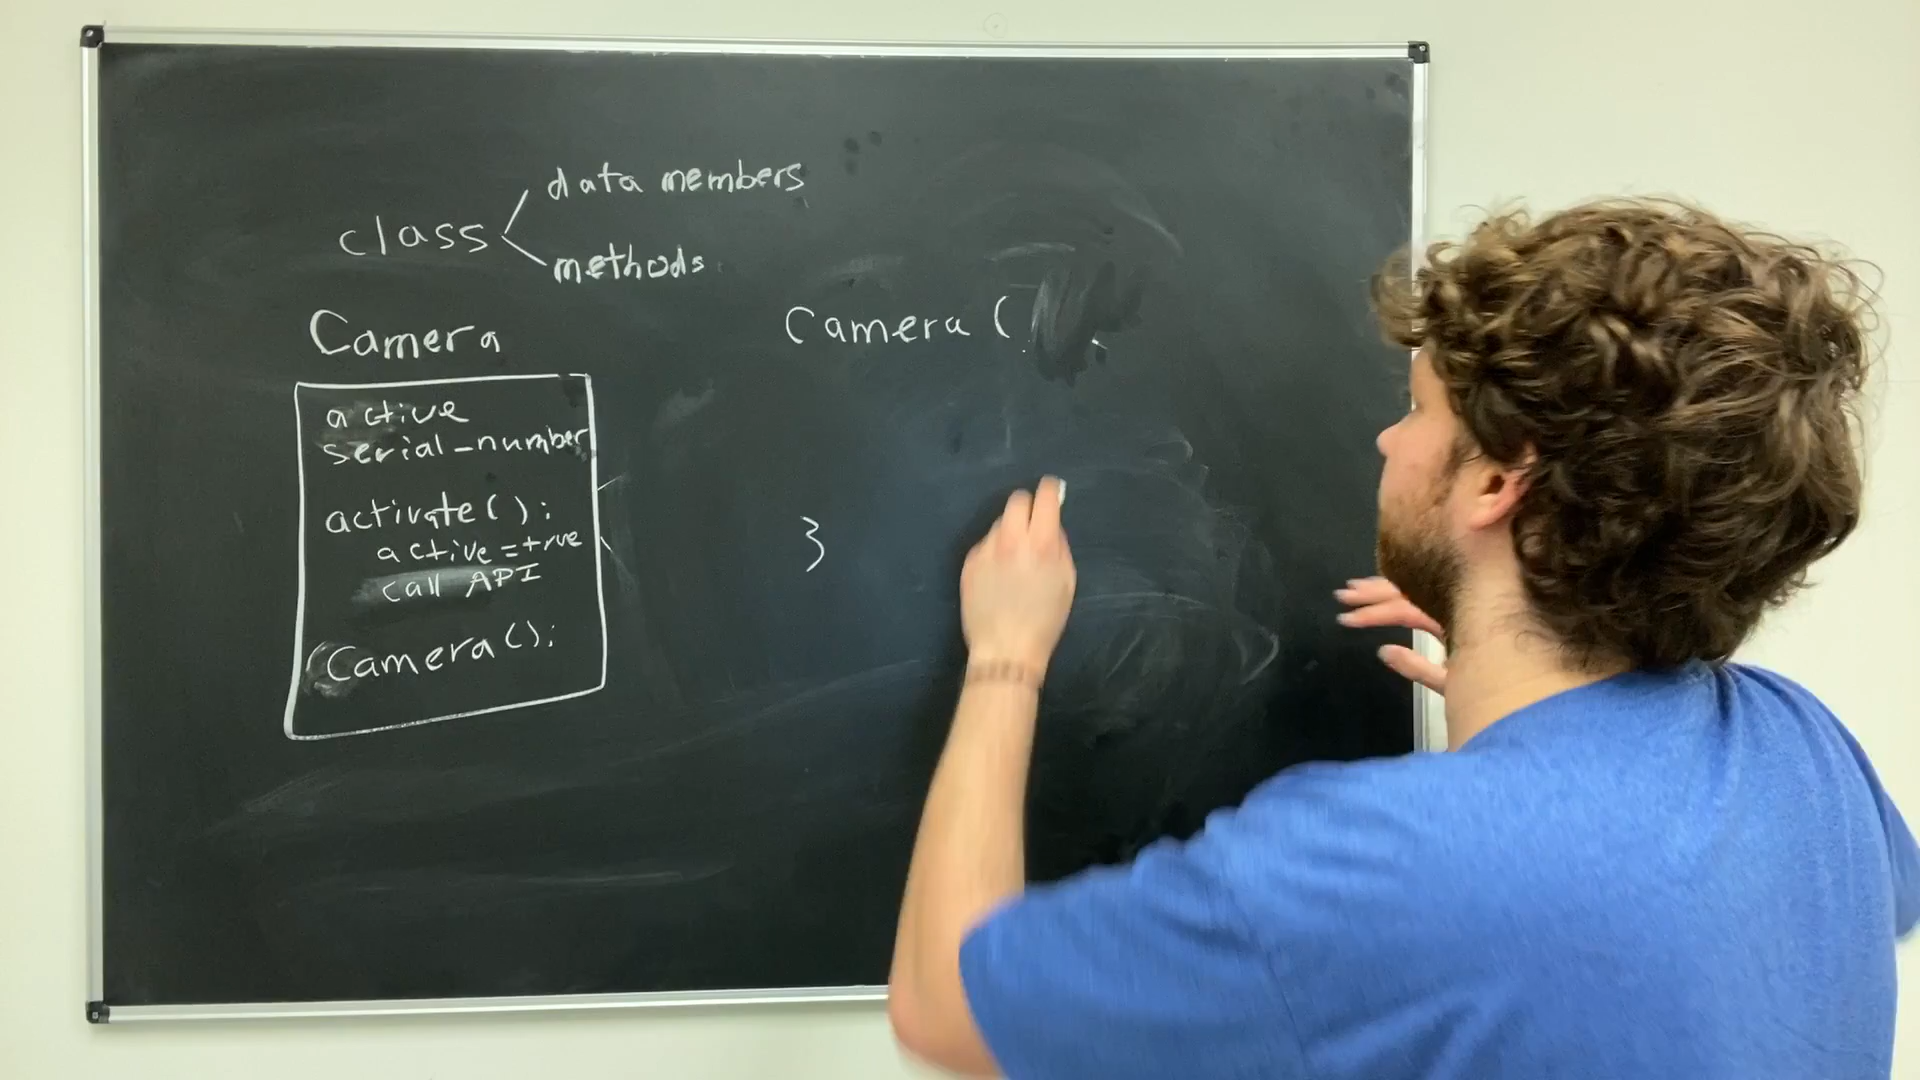 class
data members
methods
Camera
active
serial_number
activate():
active=true
call API
Camera();
Camera (
}